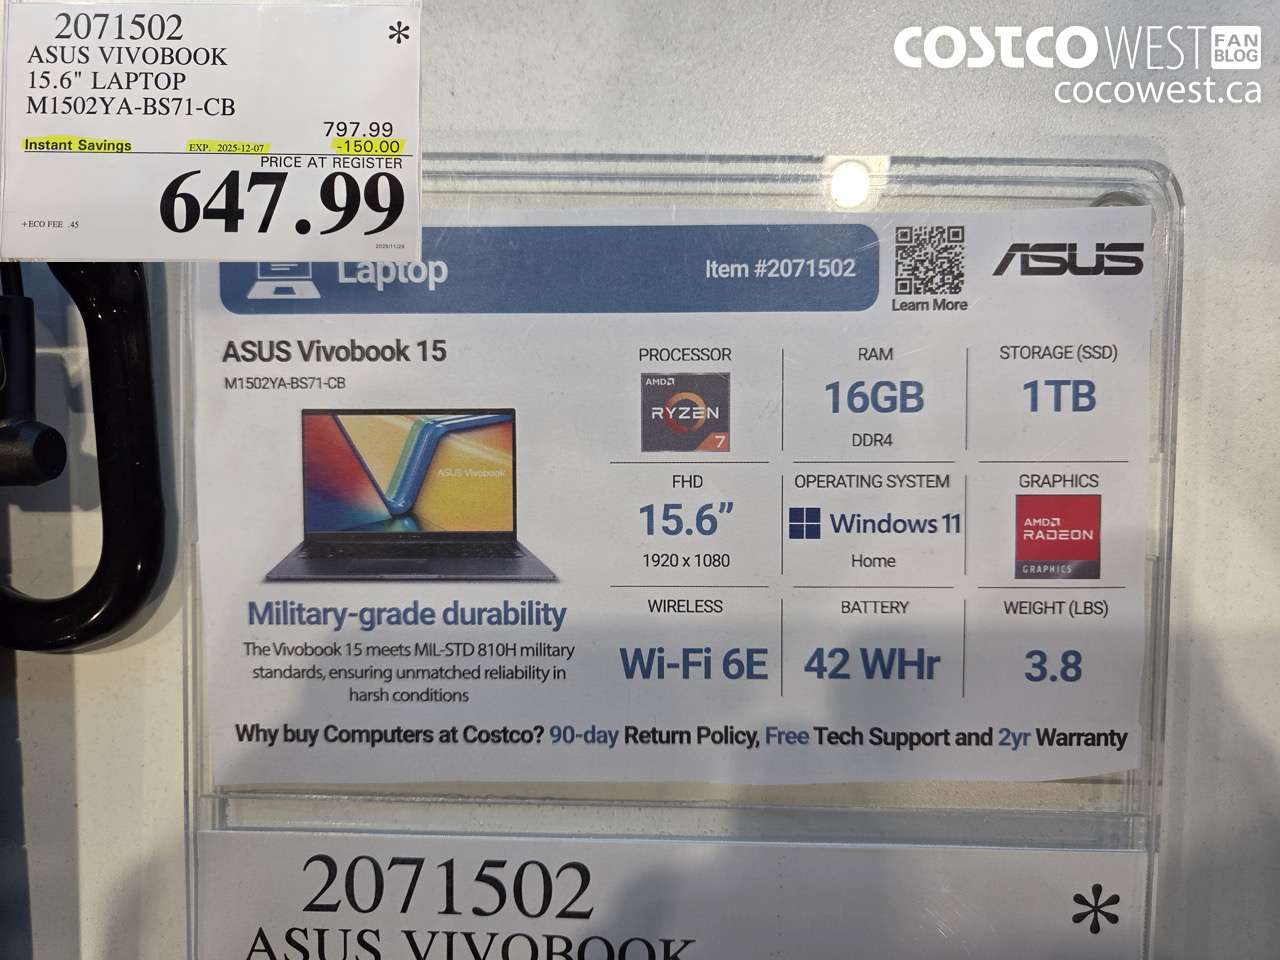 2071502 *
ASUS VIVOBOOK
15.6" LAPTOP
M1502YA-BS71-CB
797.99
Instant Savings EXP. 2025-12-07 -150.00
PRICE AT REGISTER
647.99
+ECO FEE .45
2025/11/29
COSTCO WEST FAN BLOG
cocowest.ca
Laptop
Item #2071502
Learn More
ASUS
ASUS Vivobook 15
M1502YA-BS71-CB
ASUS Vivobook
Military-grade durability
The Vivobook 15 meets MIL-STD 810H military
standards, ensuring unmatched reliability in
harsh conditions
PROCESSOR
AMD
RYZEN
7
RAM
16GB
DDR4
STORAGE (SSD)
1TB
FHD
15.6”
1920 x 1080
OPERATING SYSTEM
Windows 11
Home
GRAPHICS
AMD
RADEON
GRAPHICS
WIRELESS
Wi-Fi 6E
BATTERY
42 WHr
WEIGHT (LBS)
3.8
Why buy Computers at Costco? 90-day Return Policy, Free Tech Support and 2yr Warranty
2071502 *
ASUS VIVOBOOK